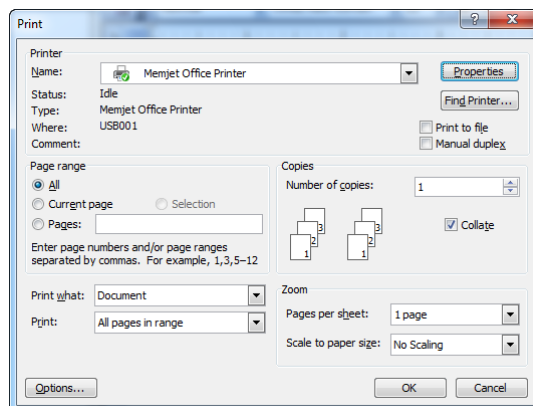 Print
Printer
Name: Memjet Office Printer Properties
Status: Idle
Type: Memjet Office Printer Find Printer...
Where: USB001
Comment:
Print to file
Manual duplex
Page range
All
Current page Selection
Pages:
Enter page numbers and/or page ranges
separated by commas. For example, 1,3,5–12
Copies
Number of copies: 1
3 3
2 2
1 1
Collate
Print what: Document
Print: All pages in range
Zoom
Pages per sheet: 1 page
Scale to paper size: No Scaling
Options... OK Cancel